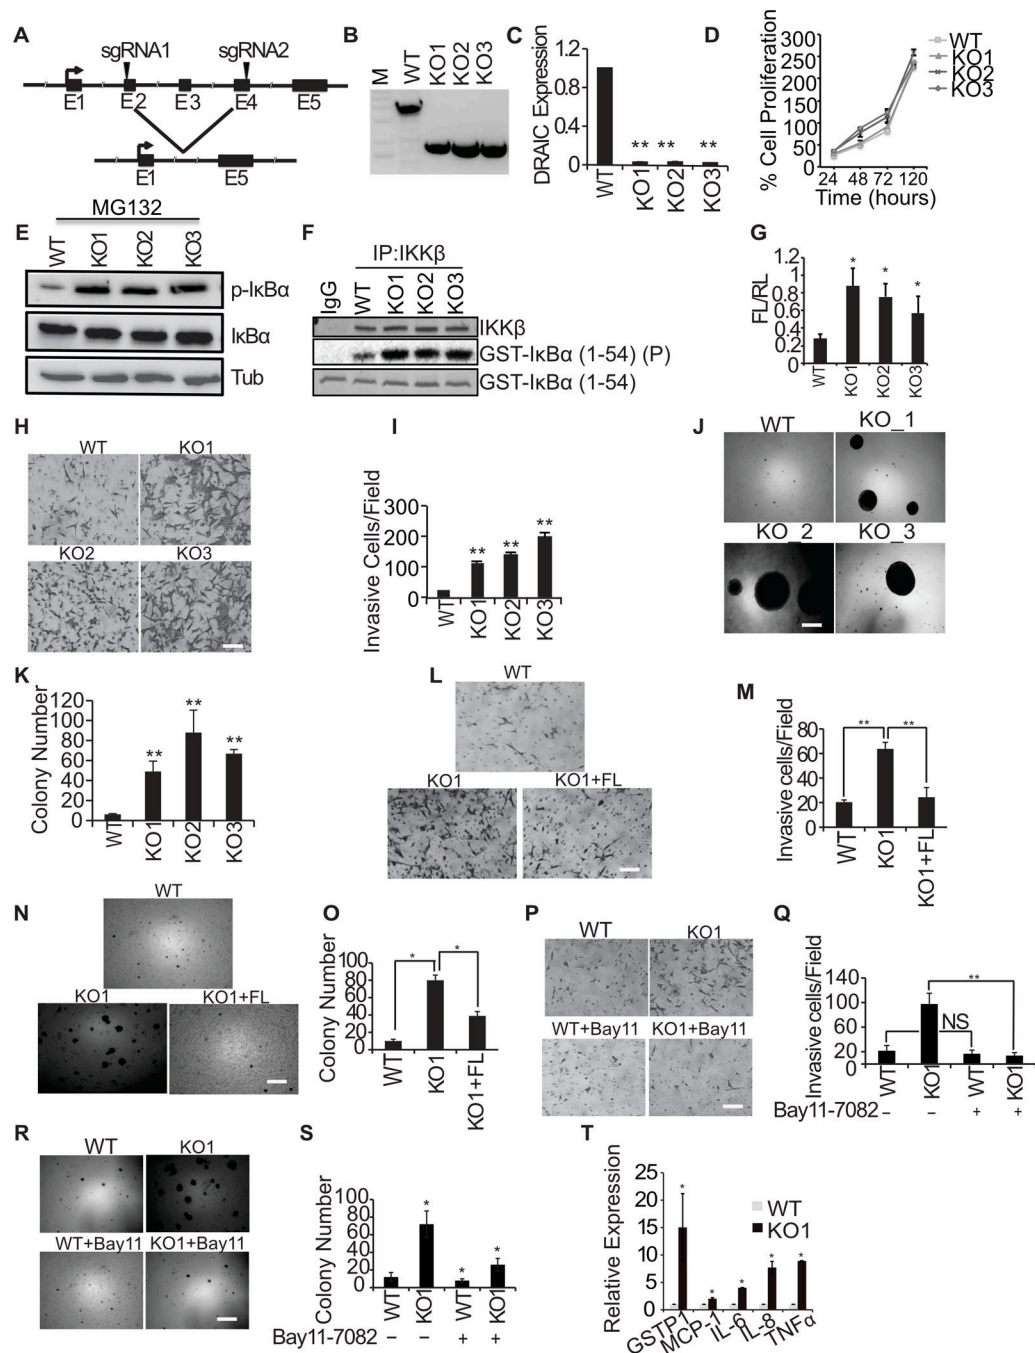 A
sgRNA1 sgRNA2
E1 E2 E3 E4 E5
E1 E5
B
M WT KO1 KO2 KO3
C
DRAIC Expression
1.2
0.8
0.4
0
** ** **
WT KO1 KO2 KO3
D
% Cell Proliferation
300
250
200
150
100
50
0
24 48 72 120
Time (hours)
WT
KO1
KO2
KO3
E
MG132
WT KO1 KO2 KO3
p-IκBα
IκBα
Tub
F
IP:IKKβ
IgG WT KO1 KO2 KO3
IKKβ
GST-IκBα (1-54) (P)
GST-IκBα (1-54)
G
FL/RL
1.2
1
0.8
0.6
0.4
0.2
0
* * *
WT KO1 KO2 KO3
H
WT KO1
KO2 KO3
I
Invasive Cells/Field
300
200
100
0
** ** **
WT KO1 KO2 KO3
J
WT KO_1
KO_2 KO_3
K
Colony Number
120
100
80
60
40
20
0
** ** **
WT KO1 KO2 KO3
L
WT
KO1 KO1+FL
M
Invasive cells/Field
80
60
40
20
0
** **
WT KO1 KO1+FL
N
WT
KO1 KO1+FL
O
Colony Number
100
80
60
40
20
0
* *
WT KO1 KO1+FL
P
WT KO1
WT+Bay11 KO1+Bay11
Q
Invasive cells/Field
140
100
60
20
0
**
NS
WT KO1 WT KO1
Bay11-7082 – – + +
R
WT KO1
WT+Bay11 KO1+Bay11
S
Colony Number
100
80
60
40
20
0
* * *
WT KO1 WT KO1
Bay11-7082 – – + +
T
Relative Expression
25
20
15
10
5
0
WT
KO1
* * * * *
GSTP1 MCP-1 IL-6 IL-8 TNFα